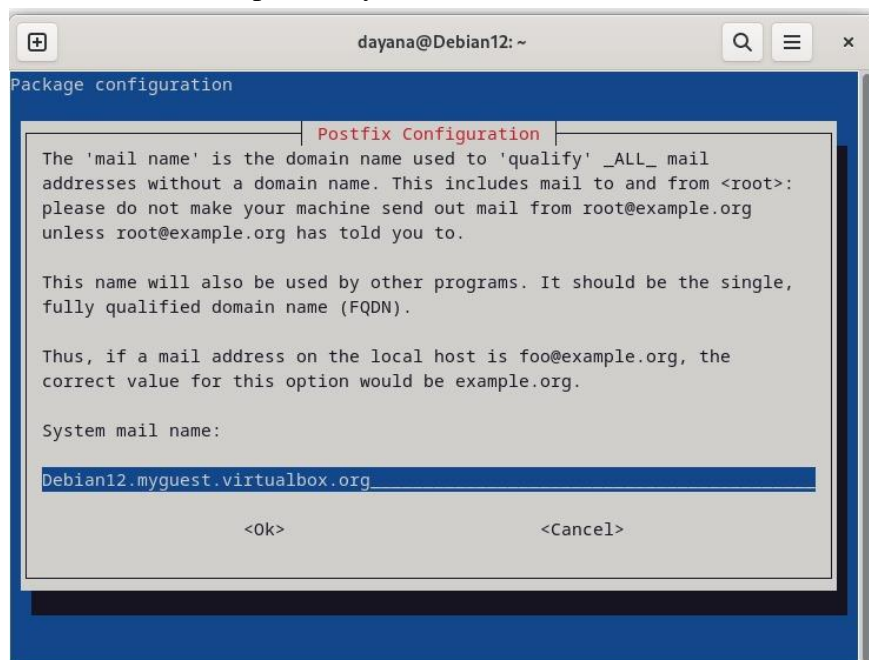 dayana@Debian12: ~
Package configuration
Postfix Configuration
The 'mail name' is the domain name used to 'qualify' _ALL_ mail
addresses without a domain name. This includes mail to and from <root>:
please do not make your machine send out mail from root@example.org
unless root@example.org has told you to.
This name will also be used by other programs. It should be the single,
fully qualified domain name (FQDN).
Thus, if a mail address on the local host is foo@example.org, the
correct value for this option would be example.org.
System mail name:
Debian12.myguest.virtualbox.org
<Ok> <Cancel>